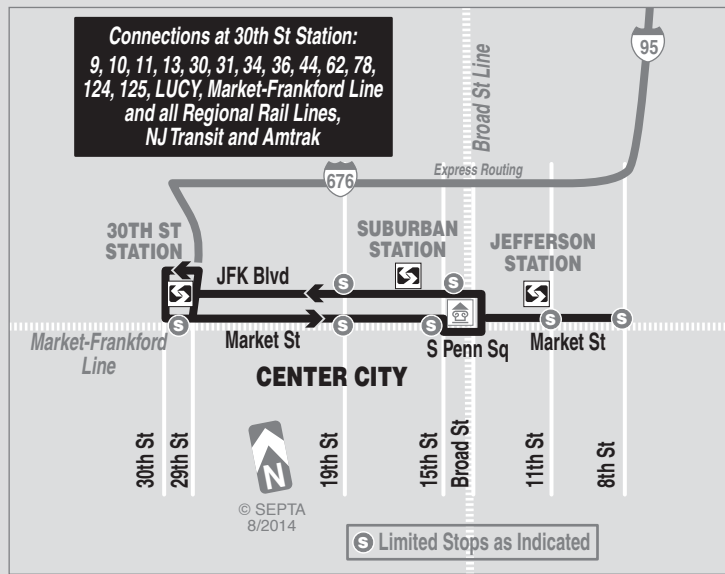 Connections at 30th St Station:
9, 10, 11, 13, 30, 31, 34, 36, 44, 62, 78,
124, 125, LUCY, Market-Frankford Line
and all Regional Rail Lines,
NJ Transit and Amtrak
Broad St Line
95
Express Routing
676
30TH ST
STATION
SUBURBAN
STATION
JEFFERSON
STATION
S
S
JFK Blvd
S
S
S
S
S
Market-Frankford
Line
Market St
S Penn Sq
Market St
CENTER CITY
30th St
29th St
19th St
15th St
Broad St
11th St
8th St
N
© SEPTA
8/2014
S Limited Stops as Indicated